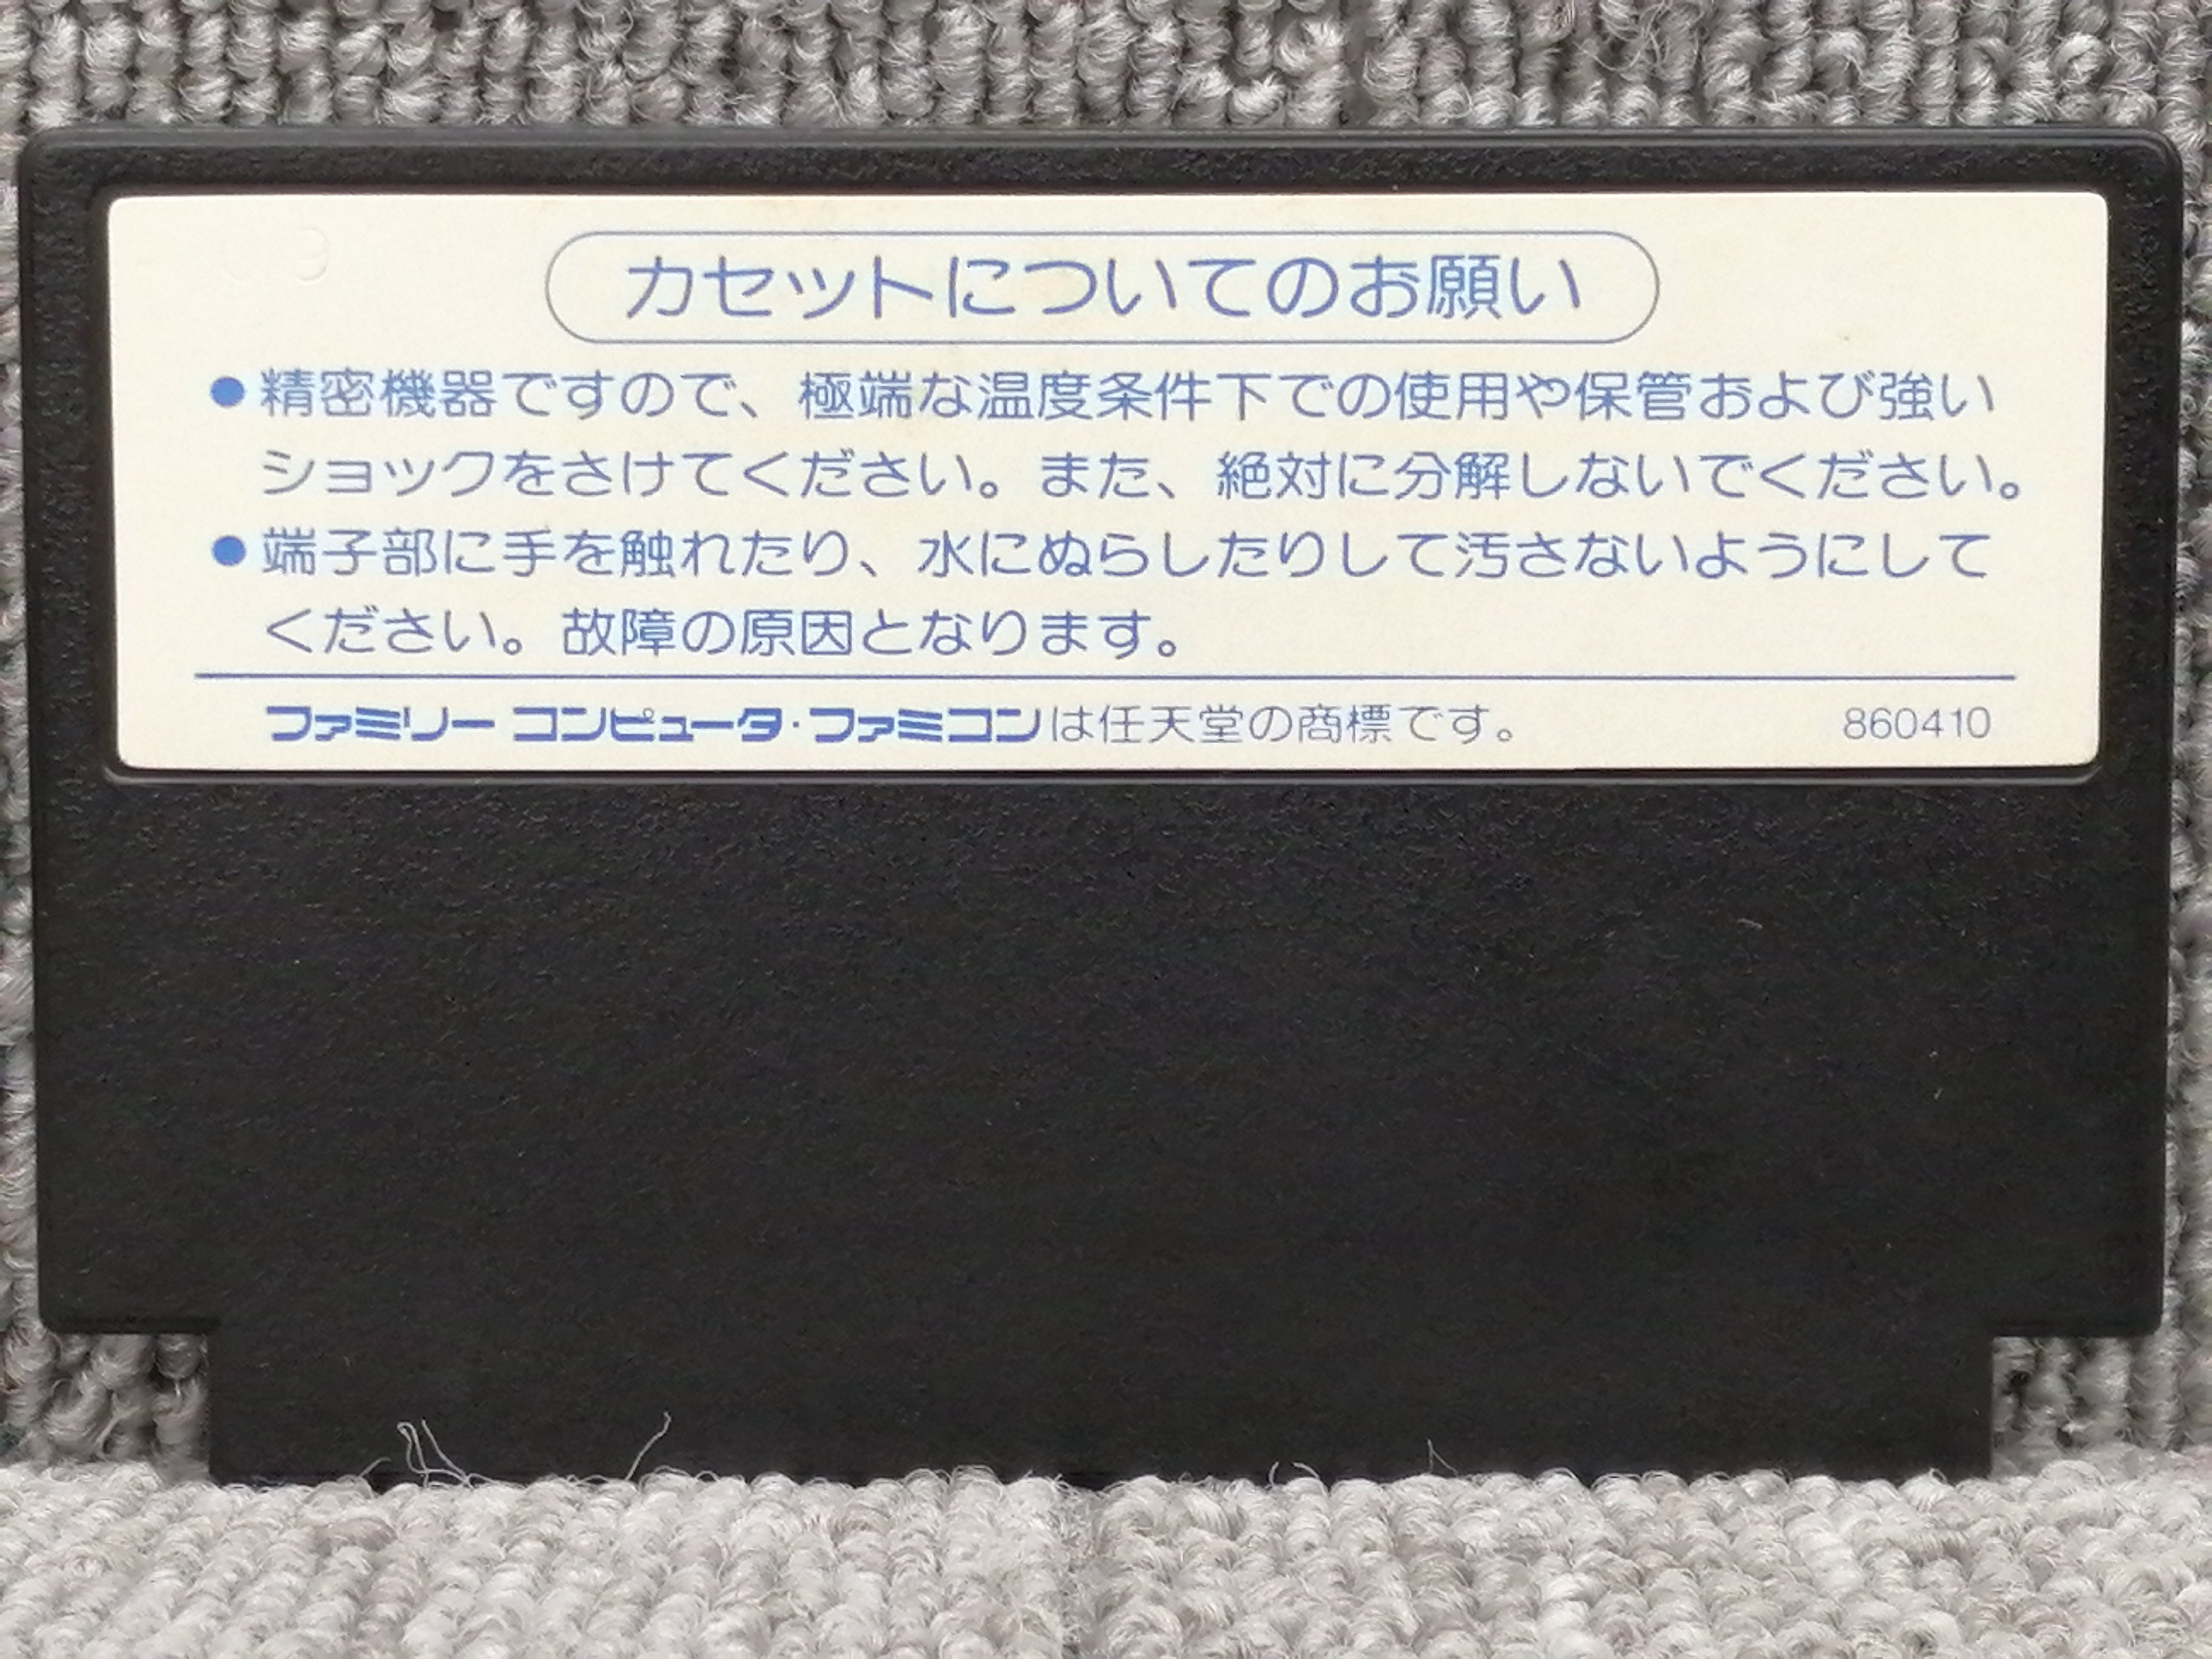 カセットについてのお願い
●精密機器ですので、極端な温度条件下での使用や保管および強い
ショックをさけてください。また、絶対に分解しないでください。
●端子部に手を触れたり、水にぬらしたりして汚さないようにして
ください。故障の原因となります。
ファミリー コンピュータ・ファミコンは任天堂の商標です。 860410